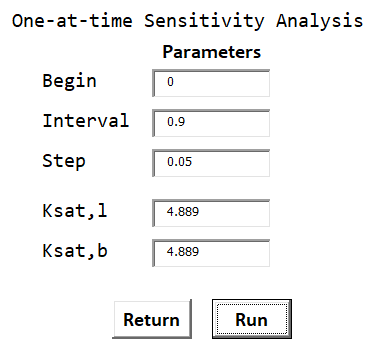 One-at-time Sensitivity Analysis
Parameters
Begin 0
Interval 0.9
Step 0.05
Ksat,l 4.889
Ksat,b 4.889
Return Run